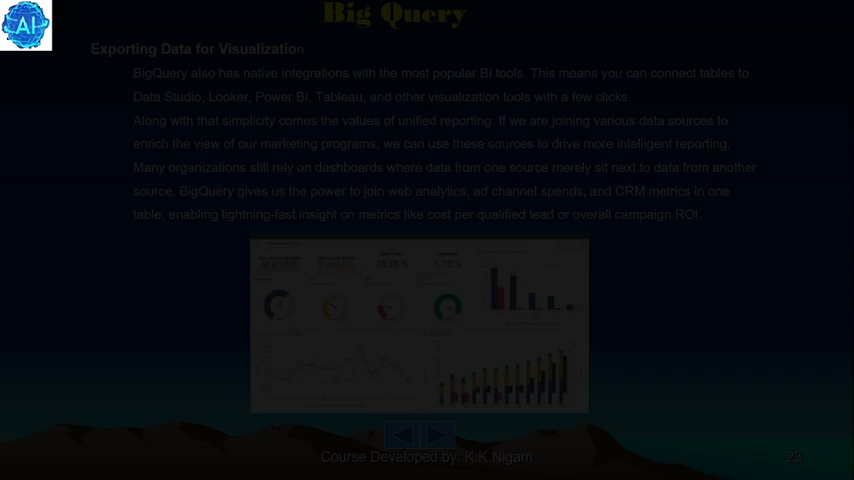 Big Query
AI
Exporting Data for Visualization
BigQuery also has native integrations with the most popular BI tools. This means you can connect tables to
Data Studio, Looker, Power BI, Tableau, and other visualization tools with a few clicks.
Along with that simplicity comes the values of unified reporting. If we are joining various data sources to
enrich the view of our marketing programs, we can use these sources to drive more intelligent reporting.
Many organizations still rely on dashboards where data from one source merely sit next to data from another
source. BigQuery gives us the power to join web analytics, ad channel spends, and CRM metrics in one
table, enabling lightning-fast insight on metrics like cost per qualified lead or overall campaign ROI.
Course Developed by: K.K.Nigam
23